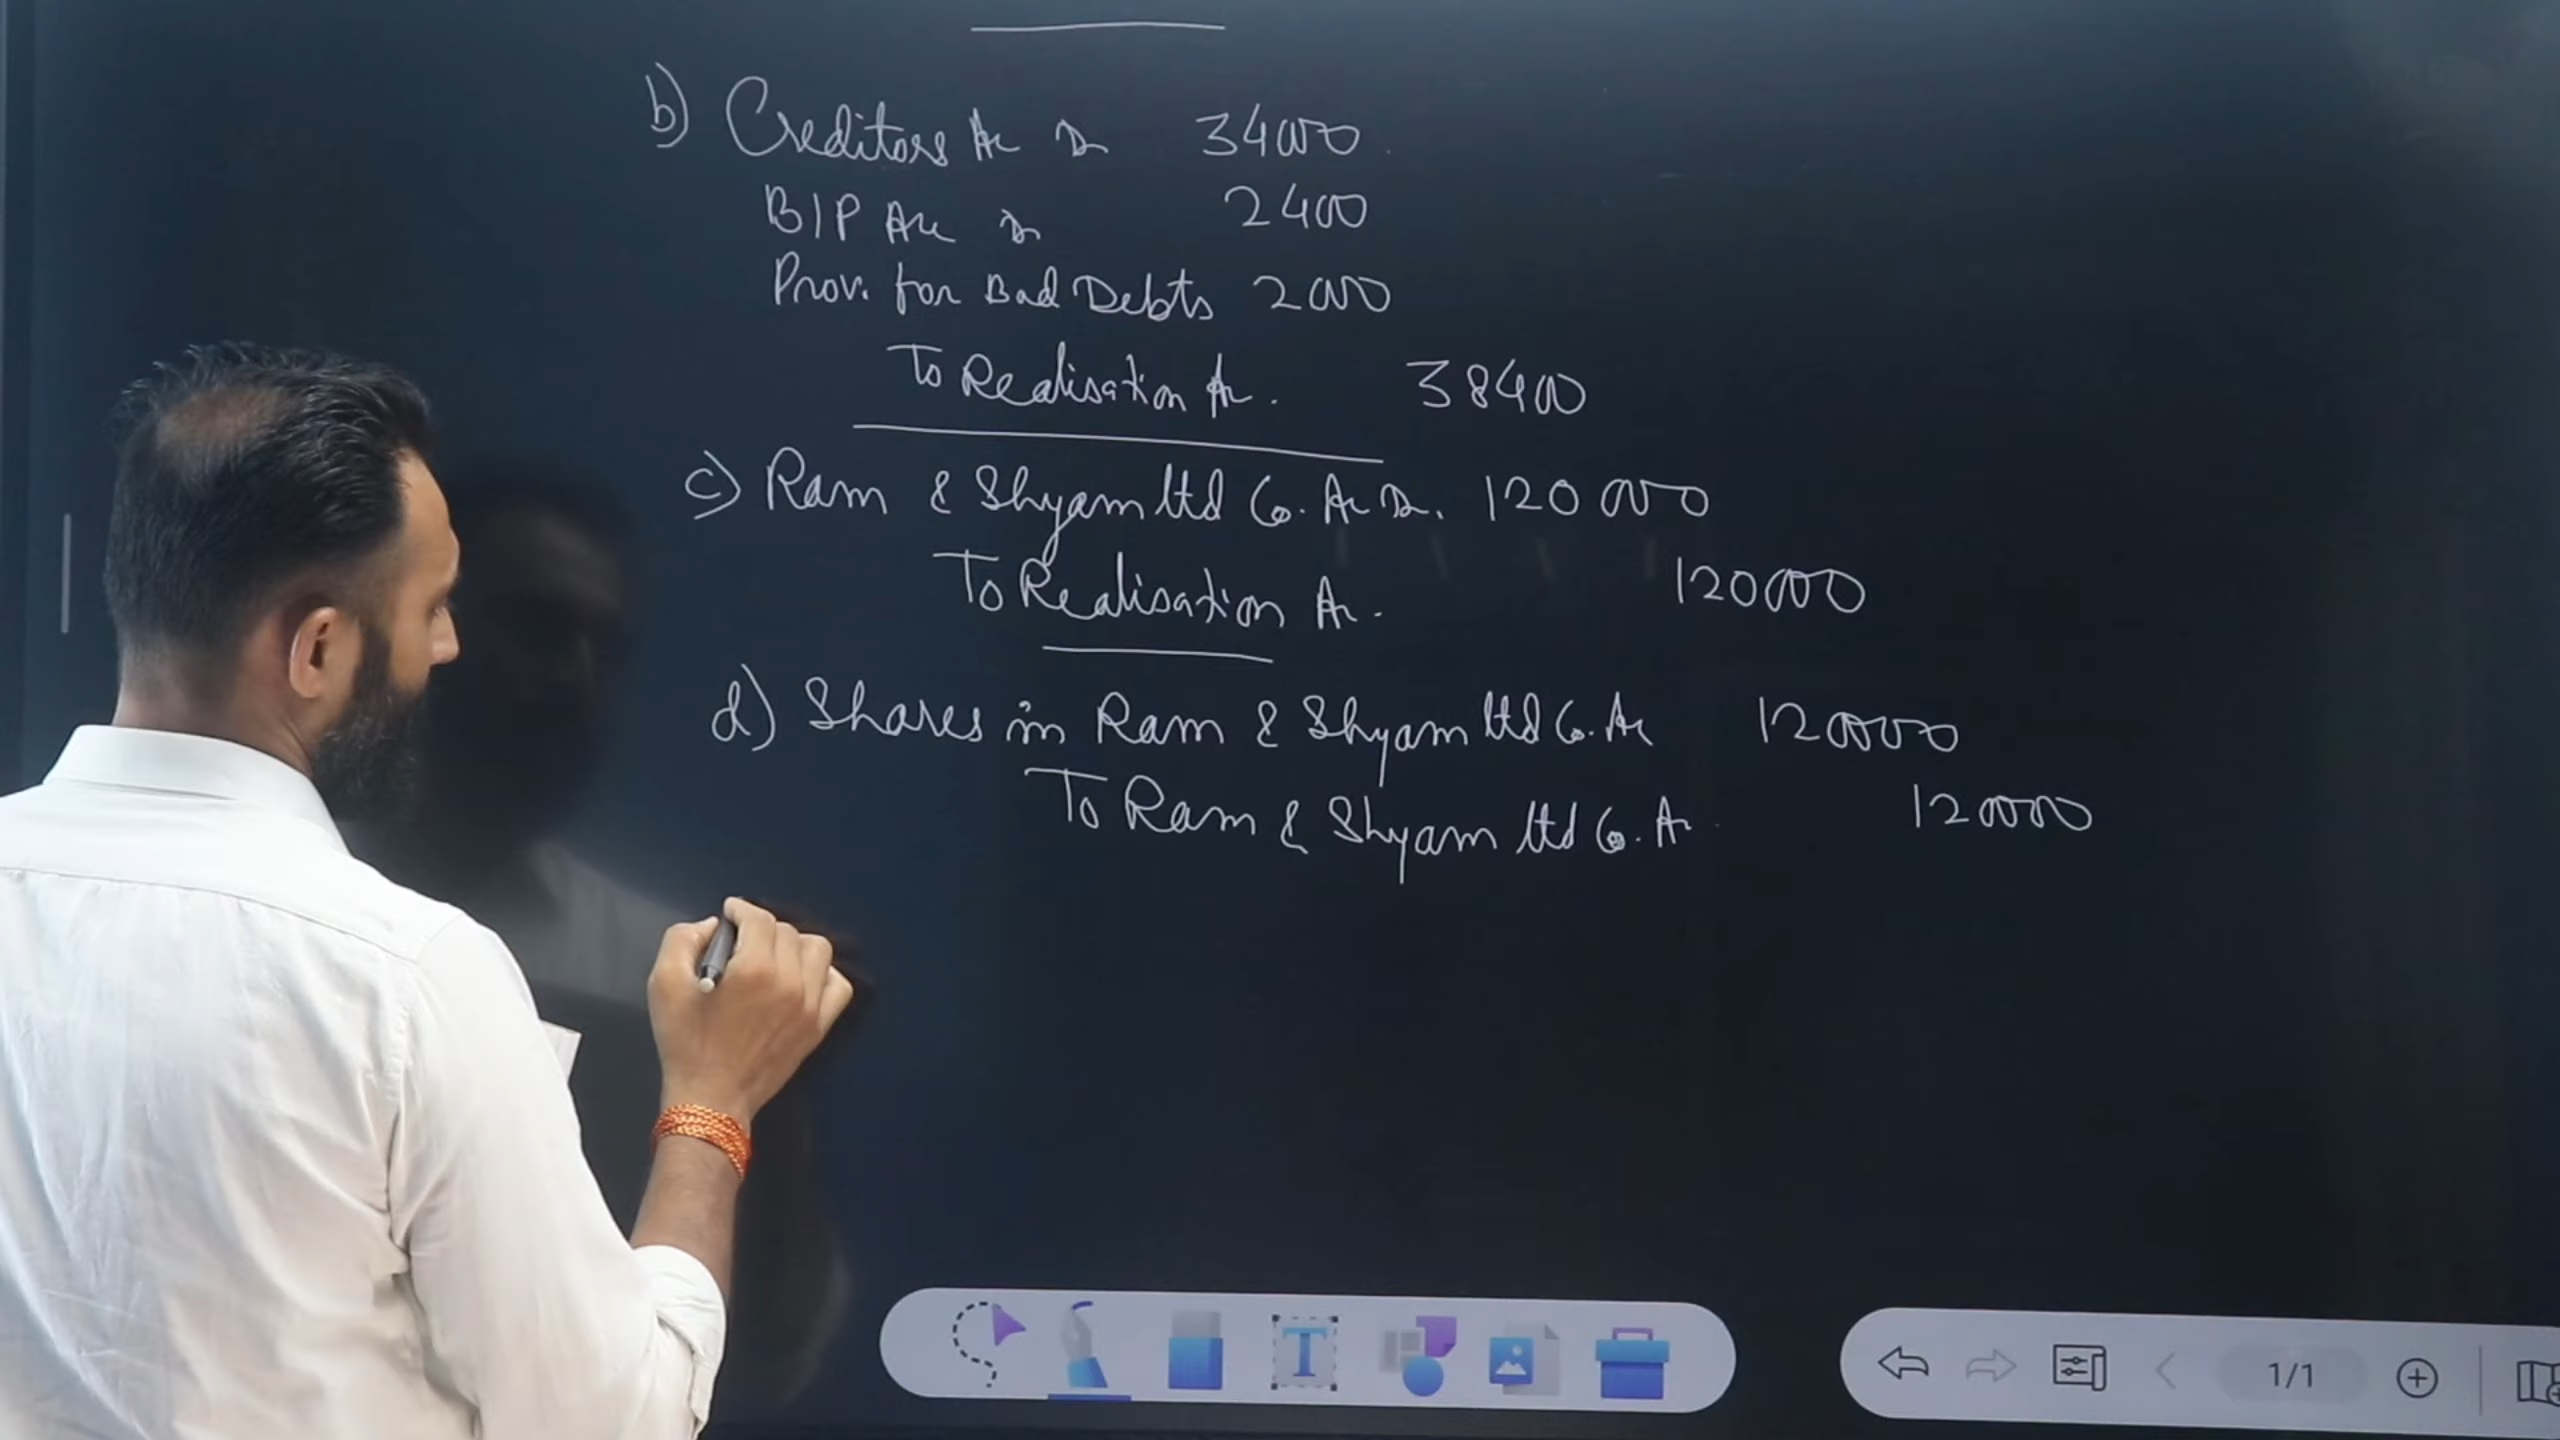 b) Creditors A/c Dr 34000
B/P A/c Dr 2400
Prov. for Bad Debts 2000
To Realisation A/c. 38400
c) Ram & Shyam ltd Co. A/c Dr. 120000
To Realisation A/c. 120000
d) Shares in Ram & Shyam ltd Co. A/c 120000
To Ram & Shyam ltd Co. A/c 120000
T
1/1